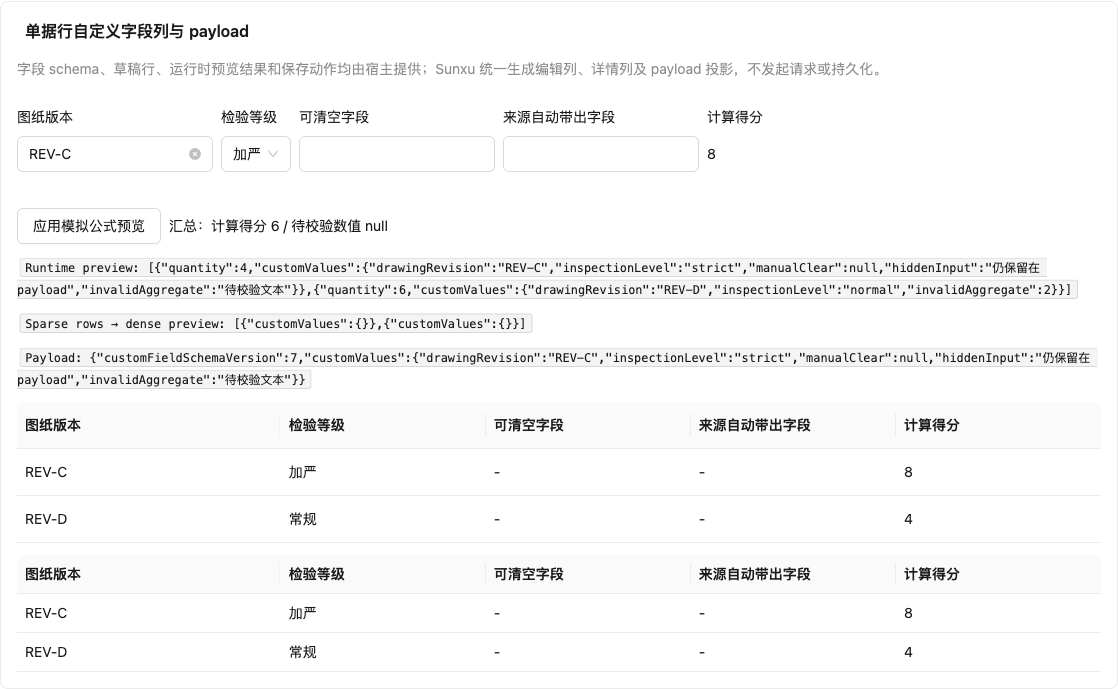 单据行自定义字段列与 payload
字段 schema、草稿行、运行时预览结果和保存动作均由宿主提供；Sunxu 统一生成编辑列、详情列及 payload 投影，不发起请求或持久化。
图纸版本 检验等级 可清空字段 来源自动带出字段 计算得分
REV-C 加严 8
应用模拟公式预览 汇总：计算得分 6 / 待校验数值 null
Runtime preview: [{"quantity":4,"customValues":{"drawingRevision":"REV-C","inspectionLevel":"strict","manualClear":null,"hiddenInput":"仍保留在
payload","invalidAggregate":"待校验文本"}},{"quantity":6,"customValues":{"drawingRevision":"REV-D","inspectionLevel":"normal","invalidAggregate":2}}]
Sparse rows → dense preview: [{"customValues":{}},{"customValues":{}}]
Payload: {"customFieldSchemaVersion":7,"customValues":{"drawingRevision":"REV-C","inspectionLevel":"strict","manualClear":null,"hiddenInput":"仍保留在
payload","invalidAggregate":"待校验文本"}}
图纸版本 检验等级 可清空字段 来源自动带出字段 计算得分
REV-C 加严 - - 8
REV-D 常规 - - 4
图纸版本 检验等级 可清空字段 来源自动带出字段 计算得分
REV-C 加严 - - 8
REV-D 常规 - - 4